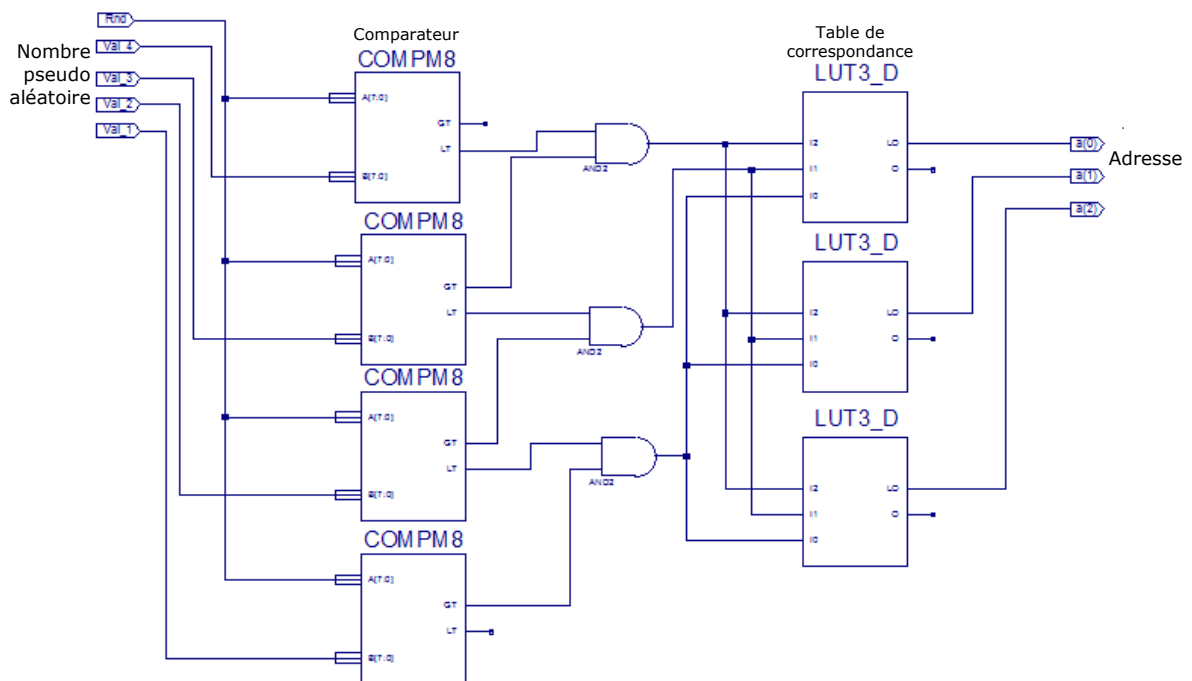 Rnd
Val_4
Val_3
Val_2
Val_1
Nombre
pseudo
aléatoire
Comparateur
COMPM8
A[7:0]
GT
LT
B[7:0]
COMPM8
A[7:0]
GT
LT
B[7:0]
COMPM8
A[7:0]
GT
LT
B[7:0]
COMPM8
A[7:0]
GT
LT
B[7:0]
AND2
AND2
AND2
Table de
correspondance
LUT3_D
I2
I1
I0
LO
O
LUT3_D
I2
I1
I0
LO
O
LUT3_D
I2
I1
I0
LO
O
a(0)
a(1)
a(2)
Adresse